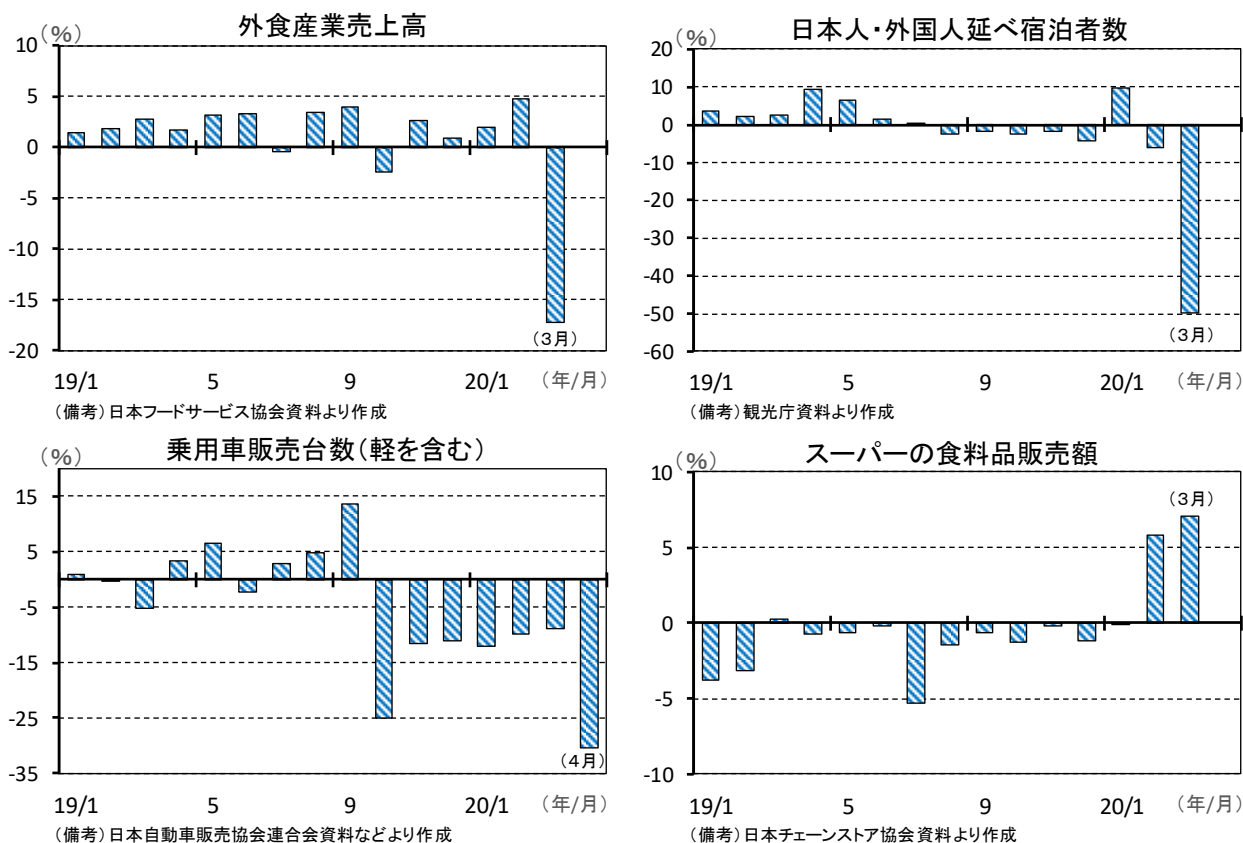 外食産業売上高
(%)
10
5
0
-5
-10
-15
-20
(3月)
19/1 5 9 20/1 (年/月)
(備考)日本フードサービス協会資料より作成
日本人・外国人延べ宿泊者数
(%)
20
10
0
-10
-20
-30
-40
-50
-60
(3月)
19/1 5 9 20/1 (年/月)
(備考)観光庁資料より作成
乗用車販売台数(軽を含む)
(%)
15
5
-5
-15
-25
-35
(4月)
19/1 5 9 20/1 (年/月)
(備考)日本自動車販売協会連合会資料などより作成
スーパーの食料品販売額
(%)
10
5
0
-5
-10
(3月)
19/1 5 9 20/1 (年/月)
(備考)日本チェーンストア協会資料より作成